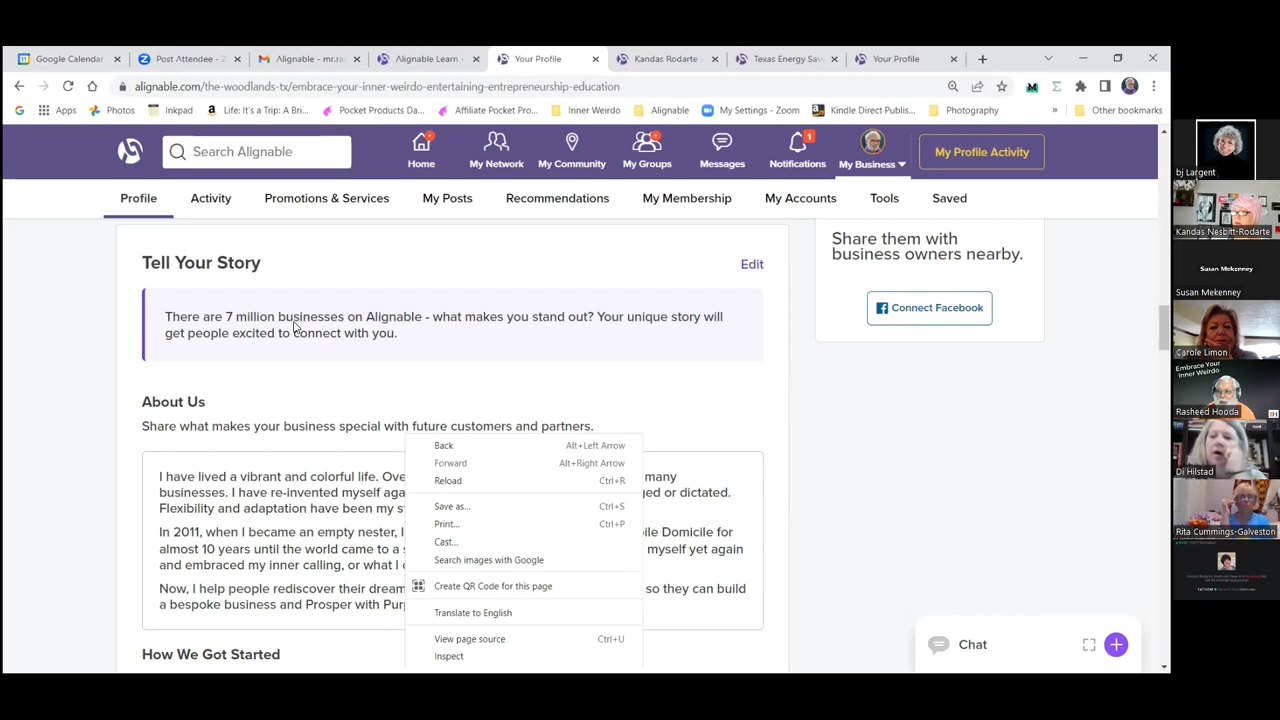 Google Calendar
Post Attendee - Z
Alignable - mr.ra
Alignable Learn -
Your Profile
Kandas Rodarte -
Texas Energy Sav
Your Profile
alignable.com/the-woodlands-tx/embrace-your-inner-weirdo-entertaining-entrepreneurship-education
Apps
Photos
Inkpad
Life: It's a Trip: A Bri...
Pocket Products Da...
Affiliate Pocket Pro...
Inner Weirdo
Alignable
My Settings - Zoom
Kindle Direct Publis...
Photography
»
Other bookmarks
Search Alignable
Home
My Network
My Community
My Groups
Messages
1
Notifications
My Business
My Profile Activity
Profile
Activity
Promotions & Services
My Posts
Recommendations
My Membership
My Accounts
Tools
Saved
Tell Your Story
Edit
There are 7 million businesses on Alignable - what makes you stand out? Your unique story will
get people excited to connect with you.
Share them with
business owners nearby.
Connect Facebook
About Us
Share what makes your business special with future customers and partners.
I have lived a vibrant and colorful life. Ove many
businesses. I have re-invented myself aga ged or dictated.
Flexibility and adaptation have been my s
In 2011, when I became an empty nester, I bile Domicile for
almost 10 years until the world came to a s myself yet again
and embraced my inner calling, or what I c
Now, I help people rediscover their dream so they can build
a bespoke business and Prosper with Pur
How We Got Started
Back Alt+Left Arrow
Forward Alt+Right Arrow
Reload Ctrl+R
Save as... Ctrl+S
Print... Ctrl+P
Cast...
Search images with Google
Create QR Code for this page
Translate to English
View page source Ctrl+U
Inspect
Chat
bj Largent
Kandas Nesbitt-Rodarte
Susan Mekenney
Susan Mekenney
Carole Limon
Embrace Your
Inner Weirdo
Rasheed Hooda
Di Hilstad
Rita Cummings-Galveston